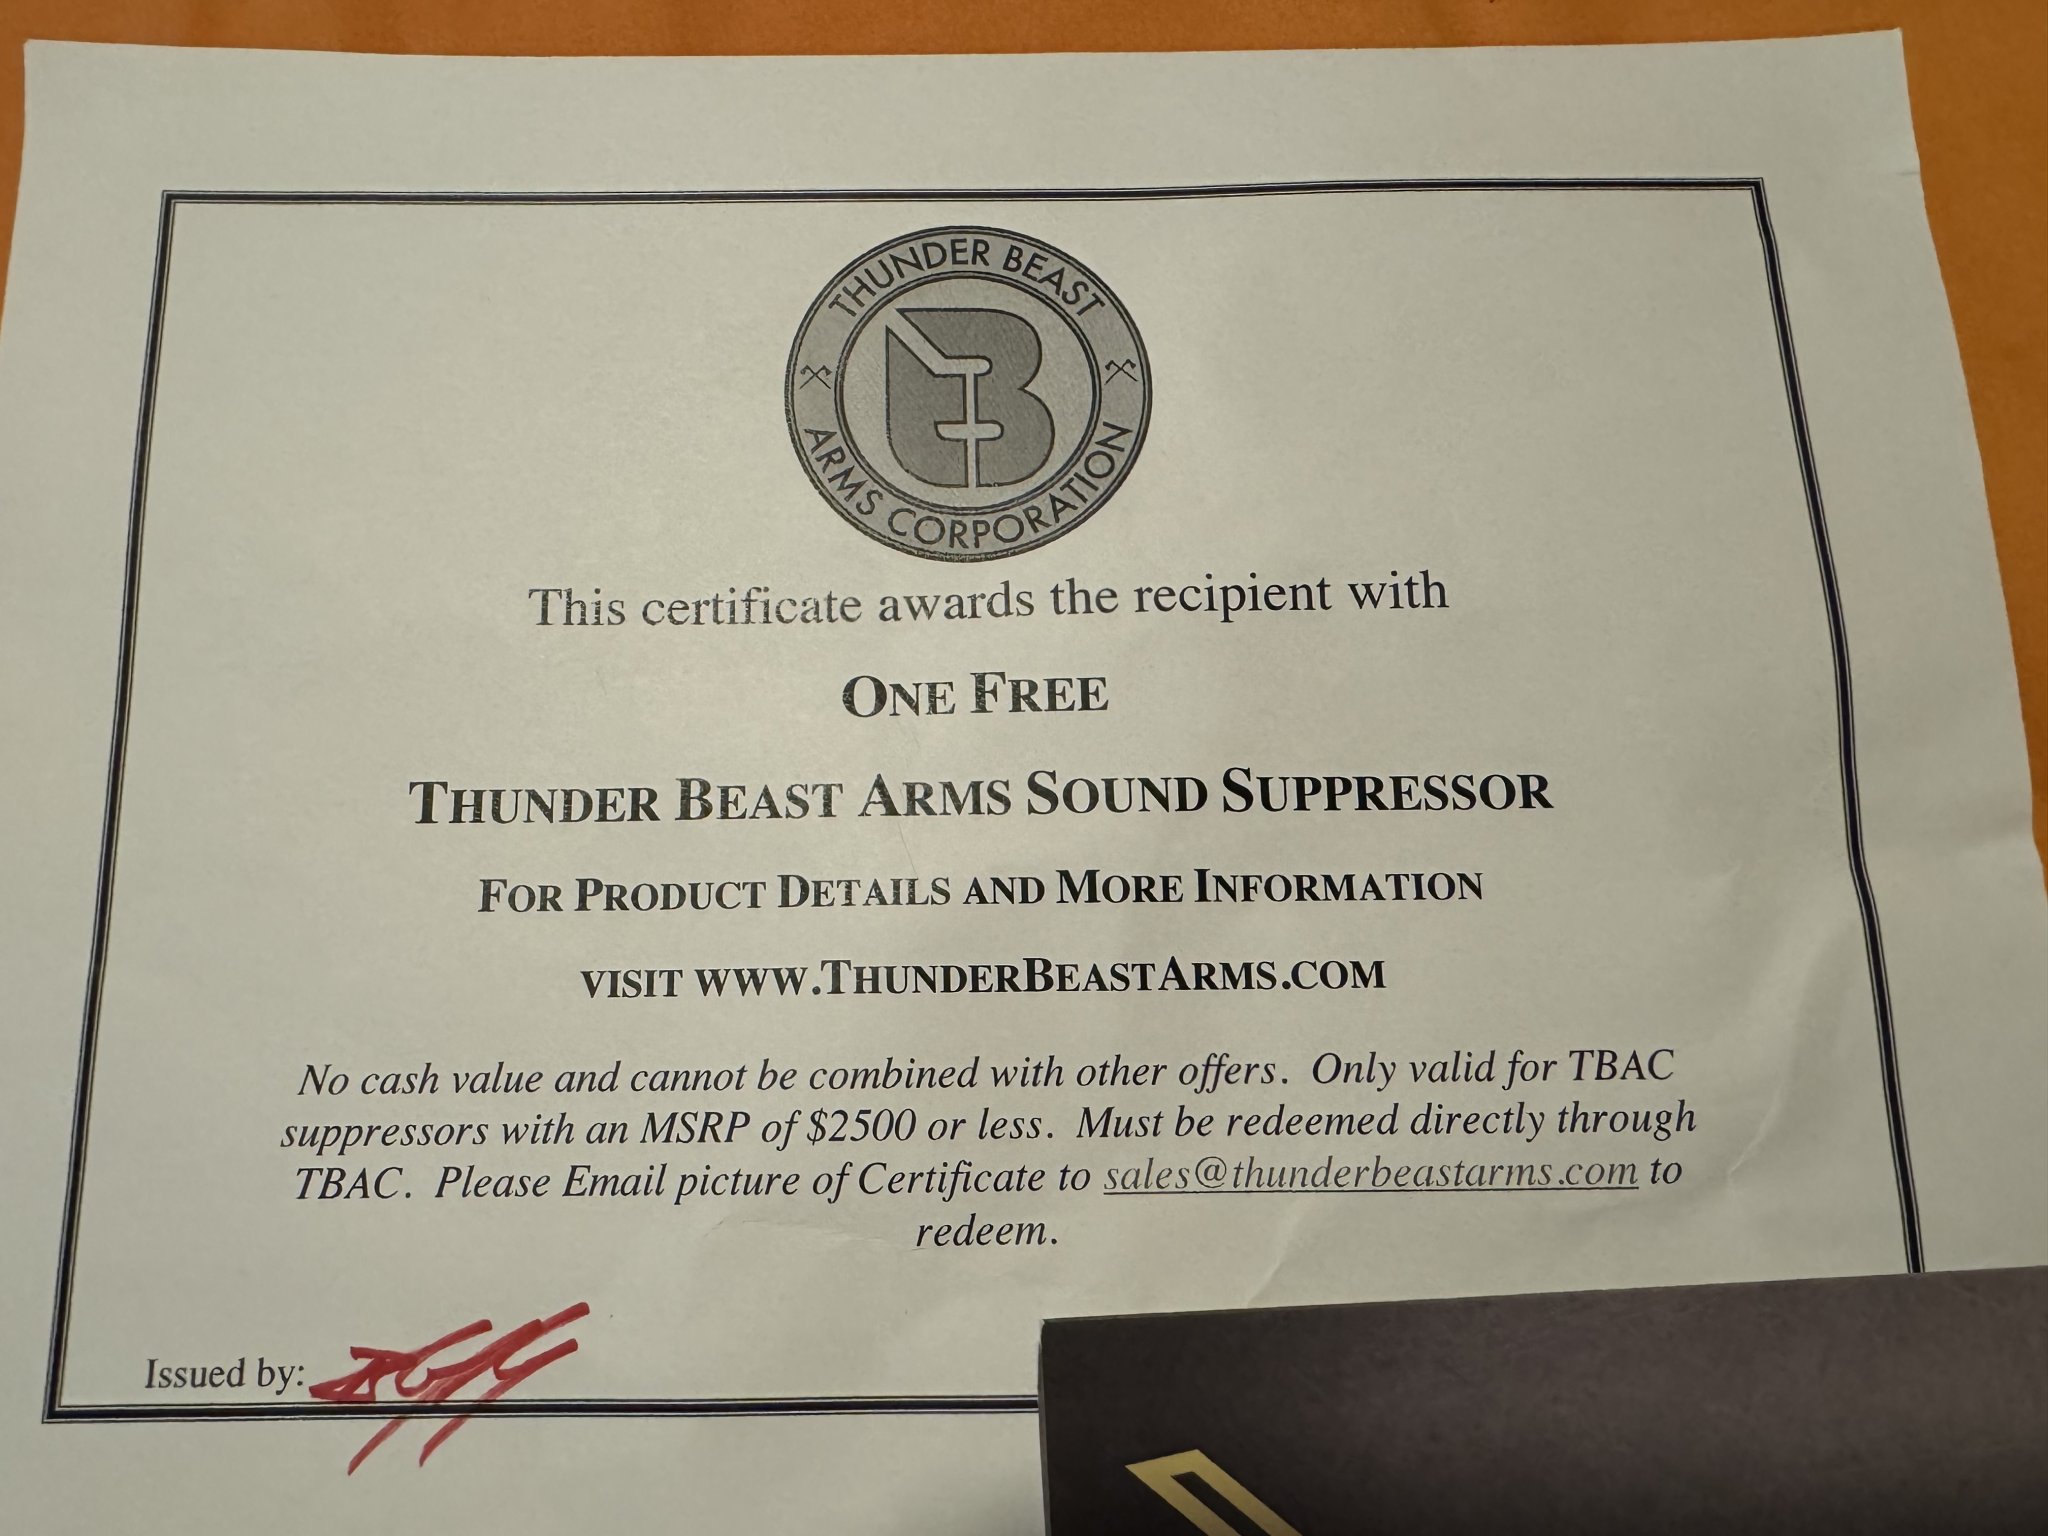 THUNDER BEAST
ARMS CORPORATION
This certificate awards the recipient with
ONE FREE
THUNDER BEAST ARMS SOUND SUPPRESSOR
FOR PRODUCT DETAILS AND MORE INFORMATION
VISIT WWW.THUNDERBEASTARMS.COM
No cash value and cannot be combined with other offers. Only valid for TBAC
suppressors with an MSRP of $2500 or less. Must be redeemed directly through
TBAC. Please Email picture of Certificate to sales@thunderbeastarms.com to
redeem.
Issued by: